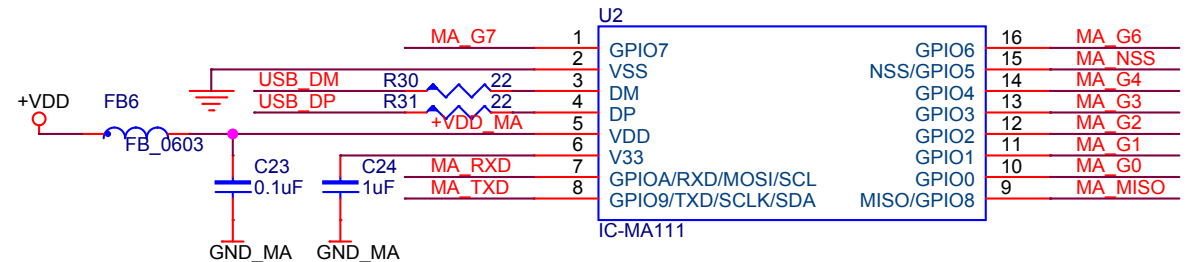 U2
MA_G7 1 GPIO7 GPIO6 16 MA_G6
2 VSS NSS/GPIO5 15 MA_NSS
USB_DM R30 22 3 DM GPIO4 14 MA_G4
+VDD FB6 USB_DP R31 22 4 DP GPIO3 13 MA_G3
FB_0603 +VDD_MA 5 VDD GPIO2 12 MA_G2
6 V33 GPIO1 11 MA_G1
C23 C24 MA_RXD 7 GPIOA/RXD/MOSI/SCL GPIO0 10 MA_G0
0.1uF 1uF MA_TXD 8 GPIO9/TXD/SCLK/SDA MISO/GPIO8 9 MA_MISO
IC-MA111
GND_MA GND_MA